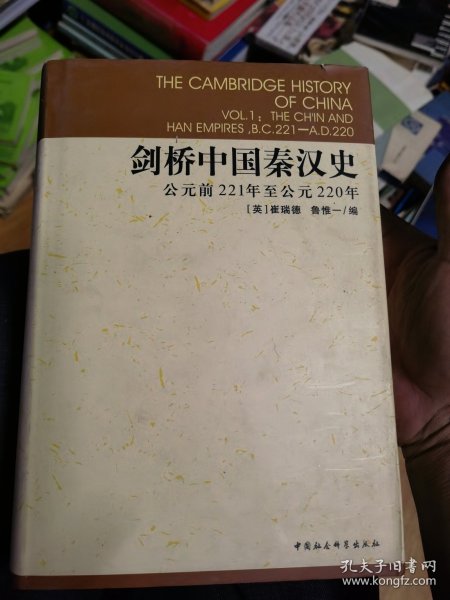 THE CAMBRIDGE HISTORY
OF CHINA
VOL.1: THE CH'IN AND
HAN EMPIRES ,B.C.221—A.D.220
剑桥中国秦汉史
公元前221年至公元220年
[英]崔瑞德 鲁惟一/编
中国社会科学出版社
孔夫子旧书网
www.kongfz.com